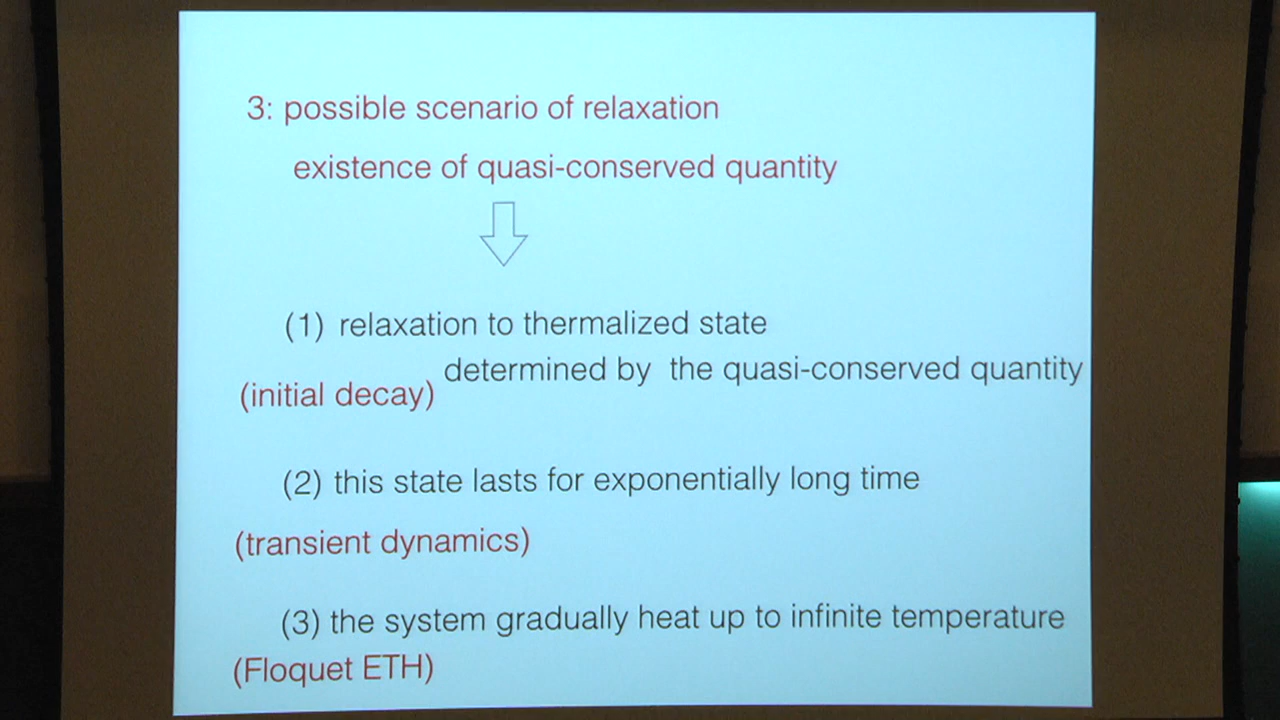 3: possible scenario of relaxation
existence of quasi-conserved quantity
(1) relaxation to thermalized state
determined by the quasi-conserved quantity
(initial decay)
(2) this state lasts for exponentially long time
(transient dynamics)
(3) the system gradually heat up to infinite temperature
(Floquet ETH)